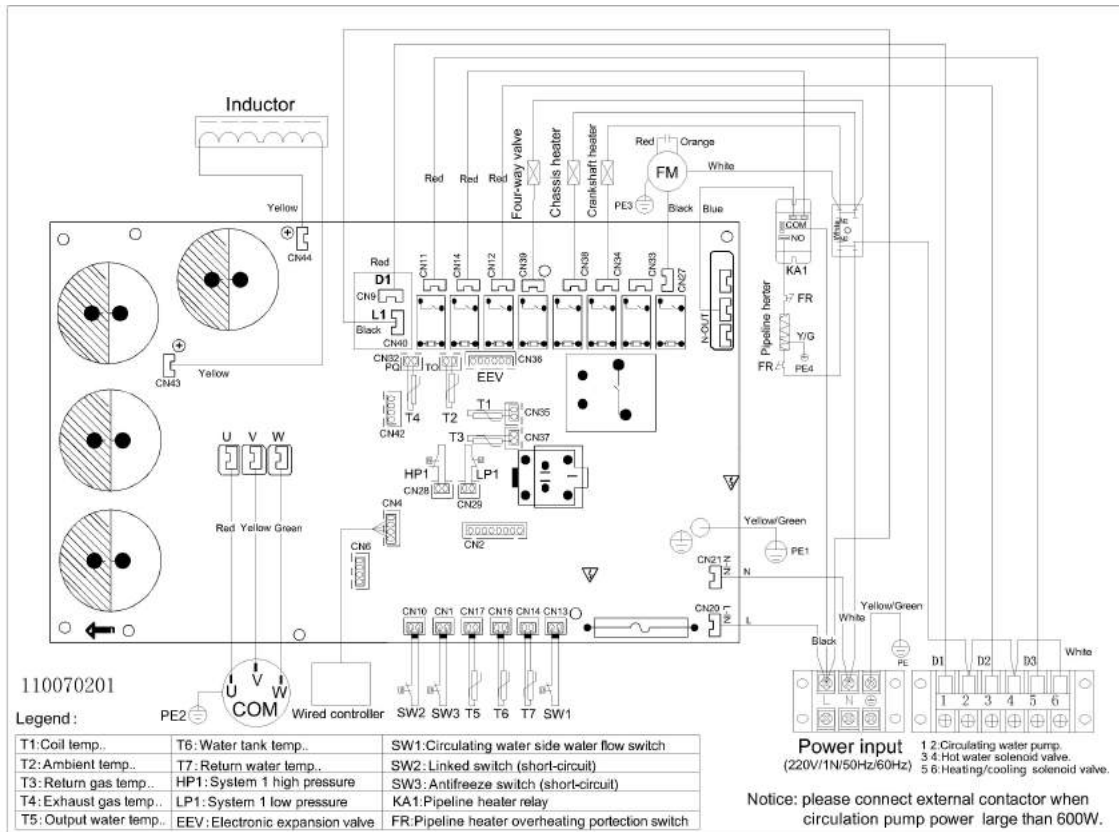 Inductor
Yellow
CN44
Yellow
CN43
Red
Red
Red
Four-way valve
Chassis heater
Crankshaft heater
Red
Orange
FM
White
PE3
Black
Blue
COM
NO
KA1
FR
Pipeline herter
Y/G
PE4
FR
White
Red
D1
CN9
L1
Black
CN40
CN11
CN14
CN12
CN39
CN38
CN34
CN33
CN27
N-OUT
CN32
TO
CN36
EEV
CN42
T4
T2
T1
CN35
T3
CN37
HP1
LP1
CN28
CN29
CN4
CN2
CN6
U V W
Red Yellow Green
Yellow/Green
PE1
CN21
N-IN
N
CN20
L-IN
L
White
Black
Yellow/Green
PE
CN10 CN1 CN17 CN16 CN14 CN13
SW2 SW3 T5 T6 T7 SW1
U V W
COM
PE2
Wired controller
110070201
L N
D1 D2 D3
White
1 2 3 4 5 6
Power input
(220V/1N/50Hz/60Hz)
1 2:Circulating water pump.
3 4:Hot water solenoid valve.
5 6:Heating/cooling solenoid valve.
Notice: please connect external contactor when
circulation pump power large than 600W.
Legend :
T1:Coil temp.. T6:Water tank temp.. SW1:Circulating water side water flow switch
T2:Ambient temp.. T7:Return water temp.. SW2:Linked switch (short-circuit)
T3:Return gas temp.. HP1:System 1 high pressure SW3:Antifreeze switch (short-circuit)
T4:Exhaust gas temp.. LP1:System 1 low pressure KA1:Pipeline heater relay
T5:Output water temp.. EEV:Electronic expansion valve FR:Pipeline heater overheating portection switch